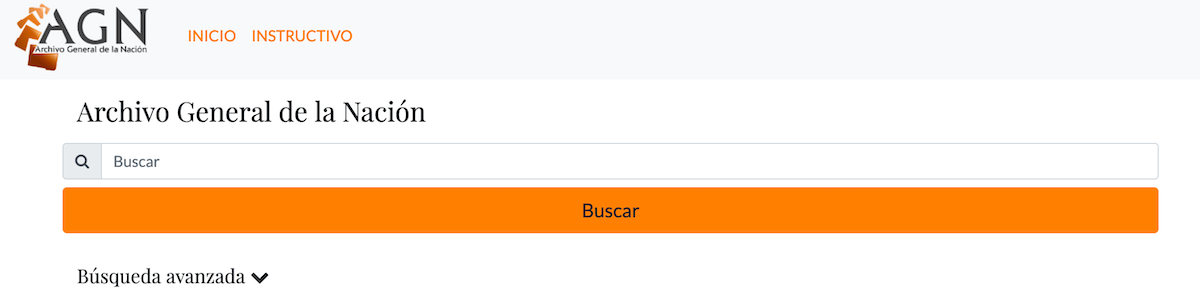 AGN
Archivo General de la Nación
INICIO INSTRUCTIVO
Archivo General de la Nación
Buscar
Buscar
Búsqueda avanzada